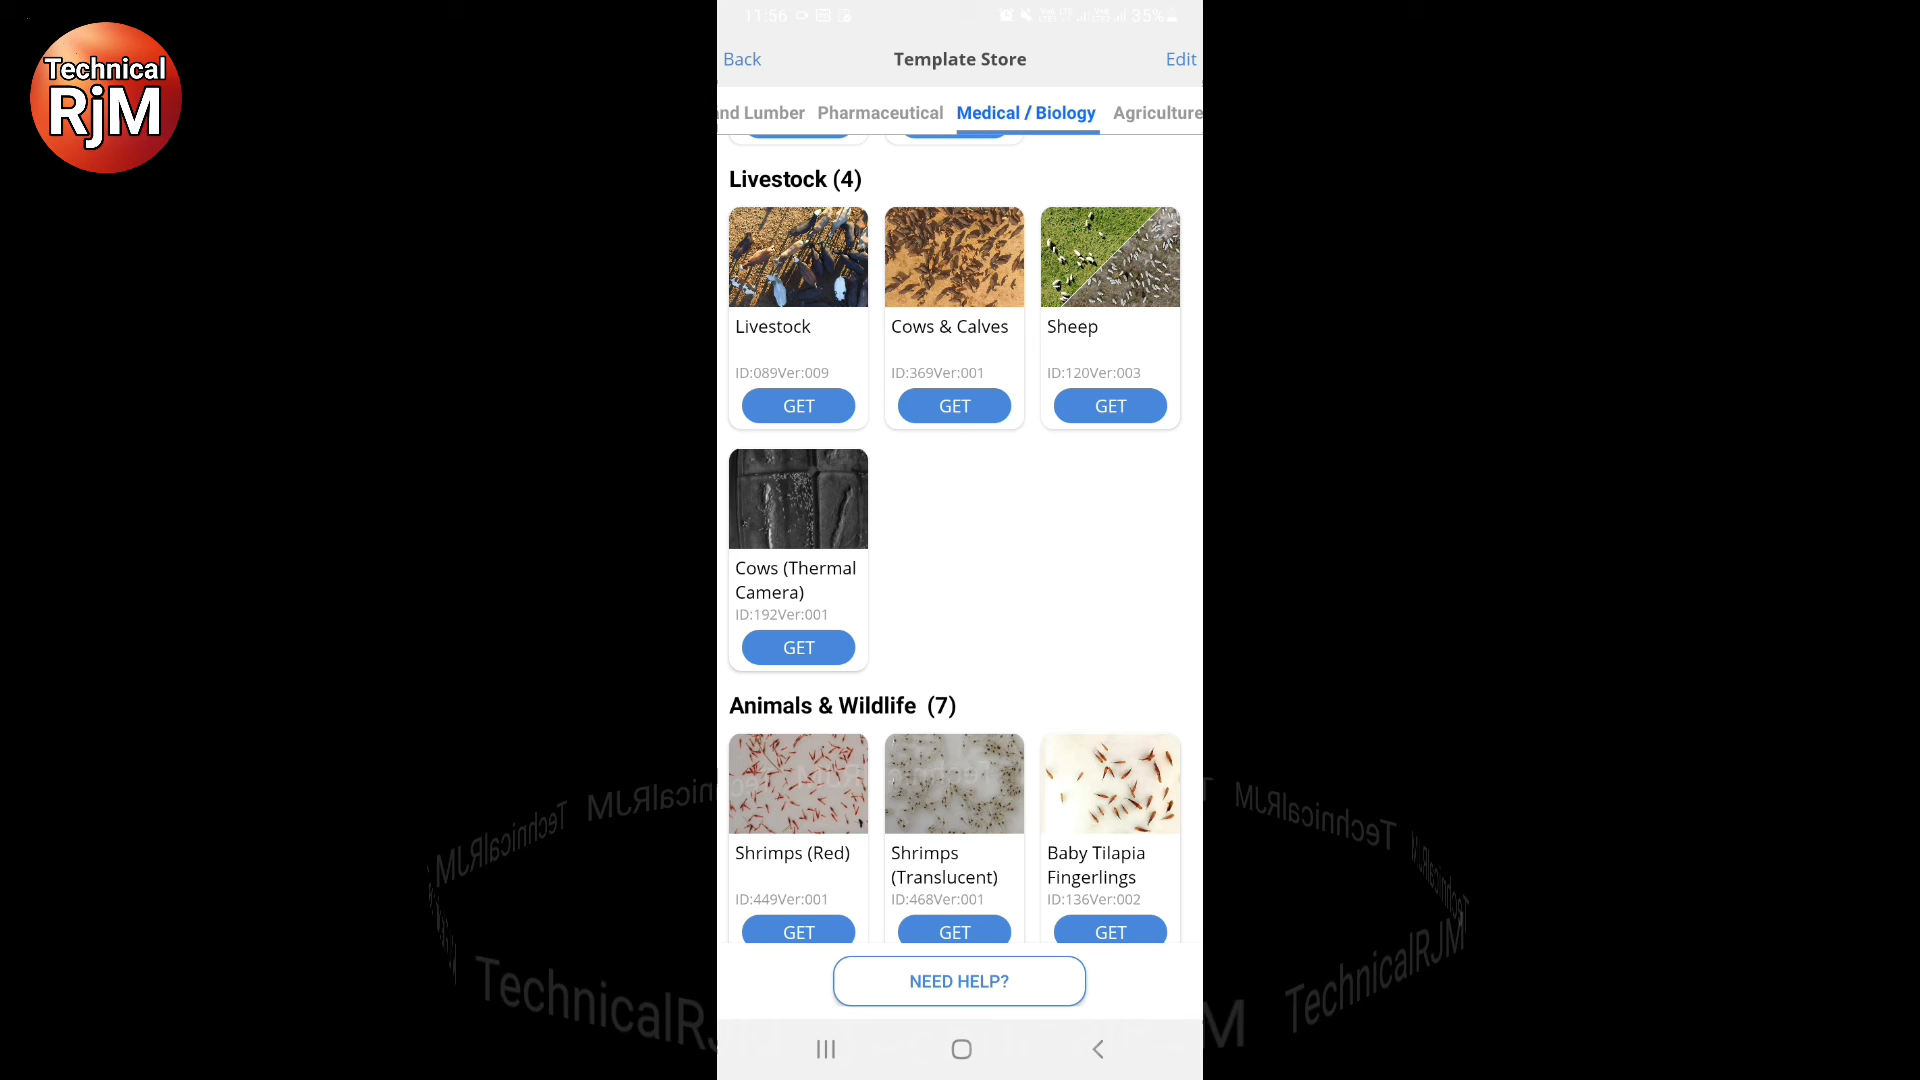 Technical
RjM
11:56
35%
Back
Template Store
Edit
nd Lumber
Pharmaceutical
Medical / Biology
Agriculture
Livestock (4)
Livestock
Cows & Calves
Sheep
ID:089Ver:009
ID:369Ver:001
ID:120Ver:003
GET
GET
GET
Cows (Thermal
Camera)
ID:192Ver:001
GET
Animals & Wildlife (7)
Shrimps (Red)
Shrimps
(Translucent)
Baby Tilapia
Fingerlings
ID:449Ver:001
ID:468Ver:001
ID:136Ver:002
GET
GET
GET
NEED HELP?
TechnicalRJM
TechnicalRJM
TechnicalRJM
TechnicalRJM